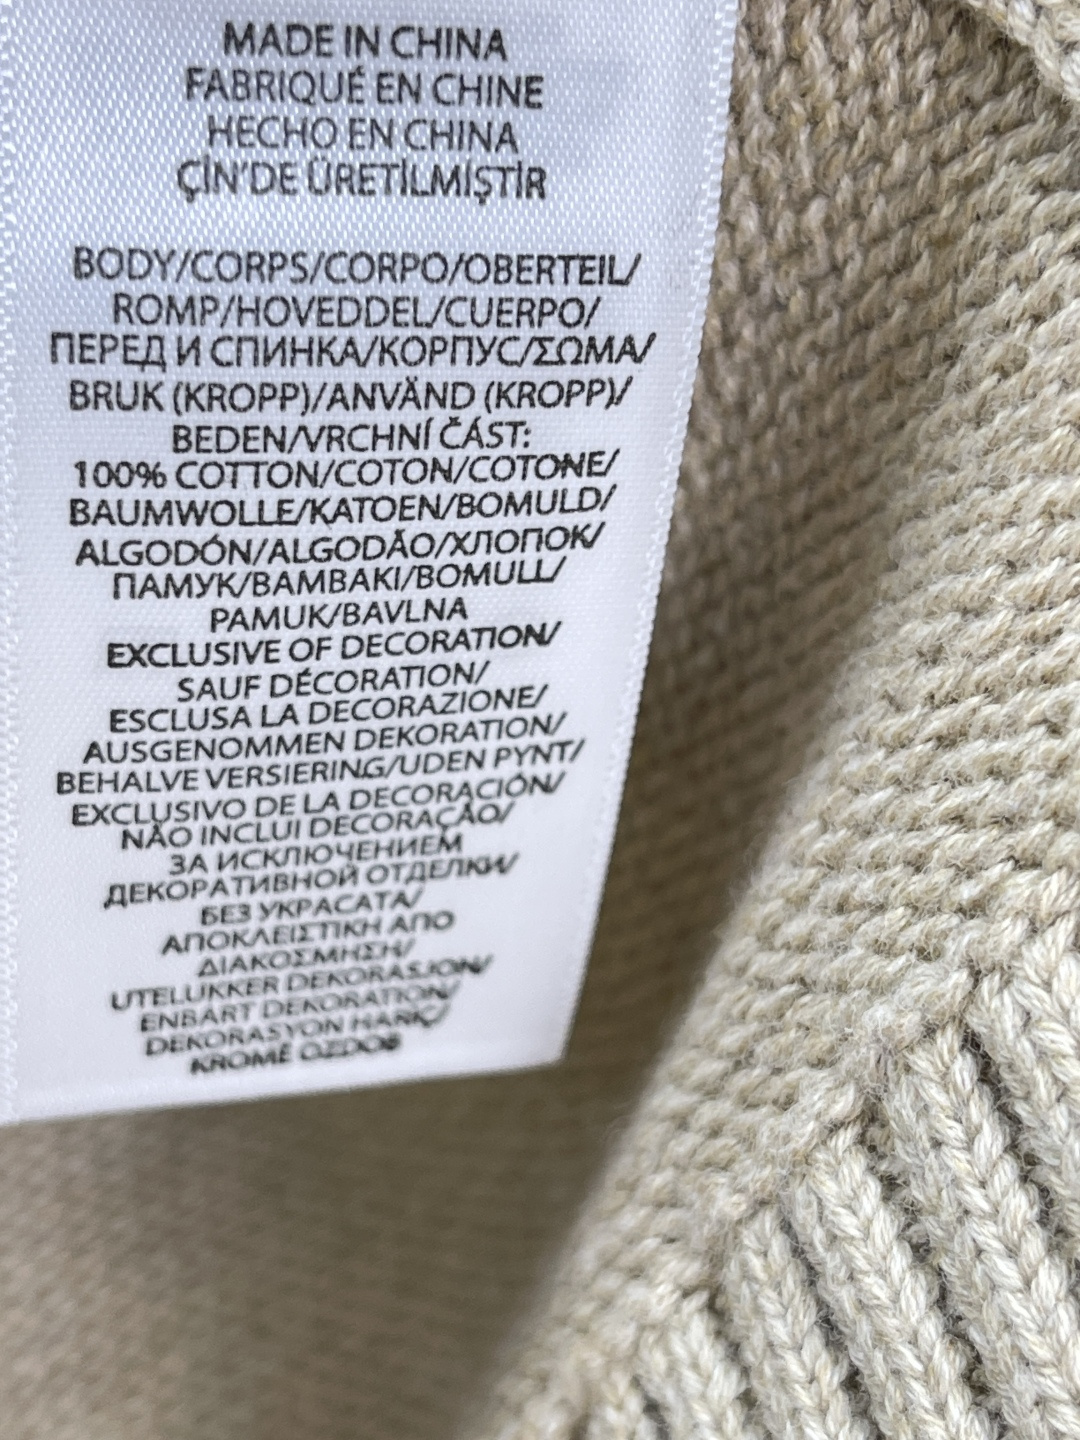 MADE IN CHINA
FABRIQUÉ EN CHINE
HECHO EN CHINA
ÇİN'DE ÜRETİLMİŞTİR
BODY/CORPS/CORPO/OBERTEIL/
ROMP/HOVEDDEL/CUERPO/
ПЕРЕД И СПИНКА/КОРПУС/ΣΩΜΑ/
BRUK (KROPP)/ANVÄND (KROPP)/
BEDEN/VRCHNÍ ČÁST:
100% COTTON/COTON/COTONE/
BAUMWOLLE/KATOEN/BOMULD/
ALGODÓN/ALGODÃO/ХЛОПОК/
ПАМУК/BAMBAKI/BOMULL/
PAMUK/BAVLNA
EXCLUSIVE OF DECORATION/
SAUF DÉCORATION/
ESCLUSA LA DECORAZIONE/
AUSGENOMMEN DEKORATION/
BEHALVE VERSIERING/UDEN PYNT/
EXCLUSIVO DE LA DECORACIÓN/
NÃO INCLUI DECORAÇÃO/
ЗА ИСКЛЮЧЕНИЕМ
ДЕКОРАТИВНОЙ ОТДЕЛКИ/
БЕЗ УКРАСАТА/
ΑΠΟΚΛΕΙΣΤΙΚΗ ΑΠΟ
ΔΙΑΚΟΣΜΗΣΗ/
UTELUKKER DEKORASJON/
ENBART DEKORATION/
DEKORASYON HARİÇ/
KROMĚ OZDOB